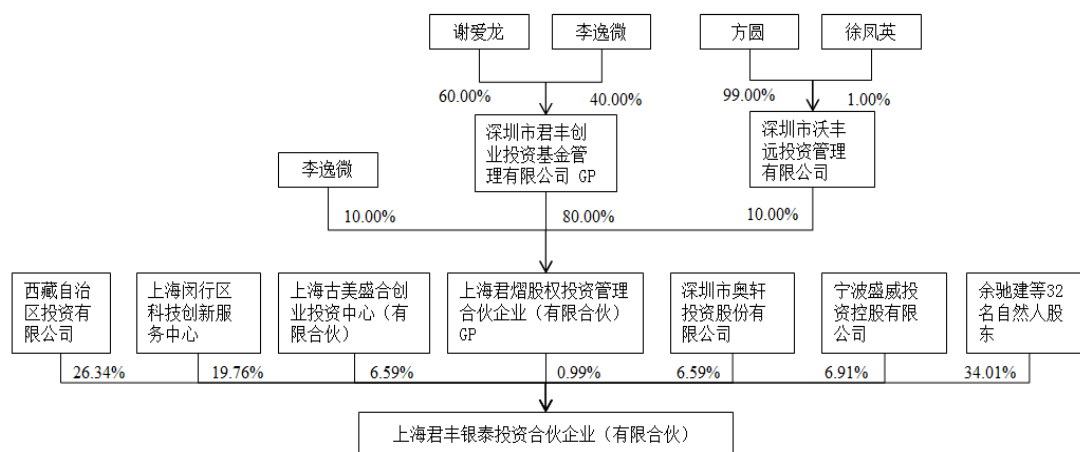 谢爱龙
李逸微
方圆
徐凤英
60.00%
40.00%
99.00%
1.00%
深圳市君丰创
业投资基金管
理有限公司 GP
深圳市沃丰
远投资管理
有限公司
李逸微
10.00%
80.00%
10.00%
西藏自治
区投资有
限公司
上海闵行区
科技创新服
务中心
上海古美盛合创
业投资中心（有
限合伙）
上海君熠股权投资管理
合伙企业（有限合伙）
GP
深圳市奥轩
投资股份有
限公司
宁波盛威投
资控股有限
公司
余驰建等32
名自然人股
东
26.34%
19.76%
6.59%
0.99%
6.59%
6.91%
34.01%
上海君丰银泰投资合伙企业（有限合伙）